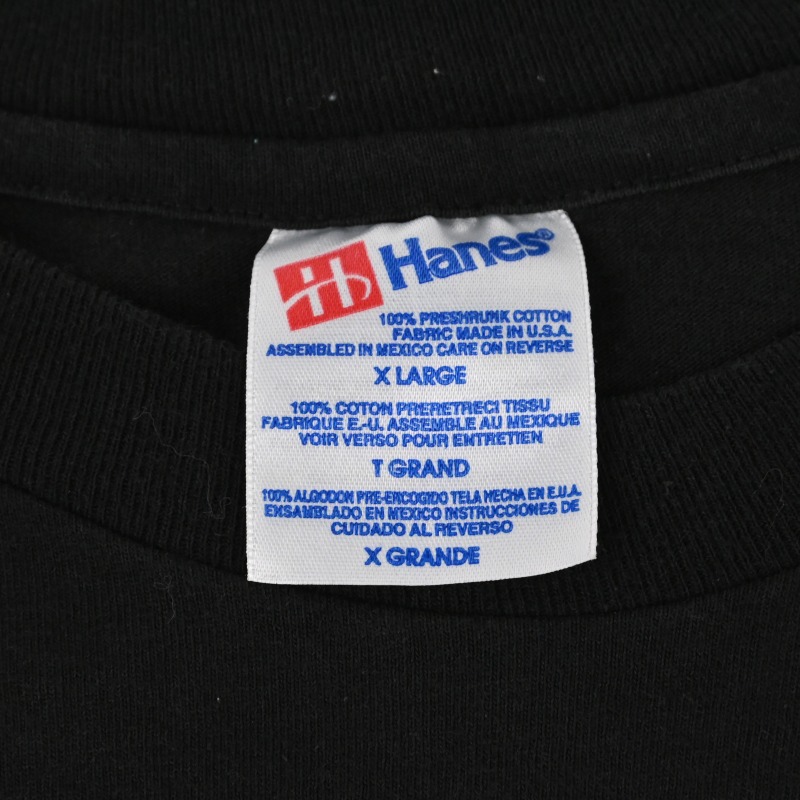 Hanes®
100% PRESHRUNK COTTON
FABRIC MADE IN U.S.A.
ASSEMBLED IN MEXICO CARE ON REVERSE
X LARGE
100% COTON PRERETRECI TISSU
FABRIQUE E.-U. ASSEMBLE AU MEXIQUE
VOIR VERSO POUR ENTRETIEN
T GRAND
100% ALGODON PRE-ENCOGIDO TELA HECHA EN E.U.A.
ENSAMBLADO EN MEXICO INSTRUCCIONES DE
CUIDADO AL REVERSO
X GRANDE